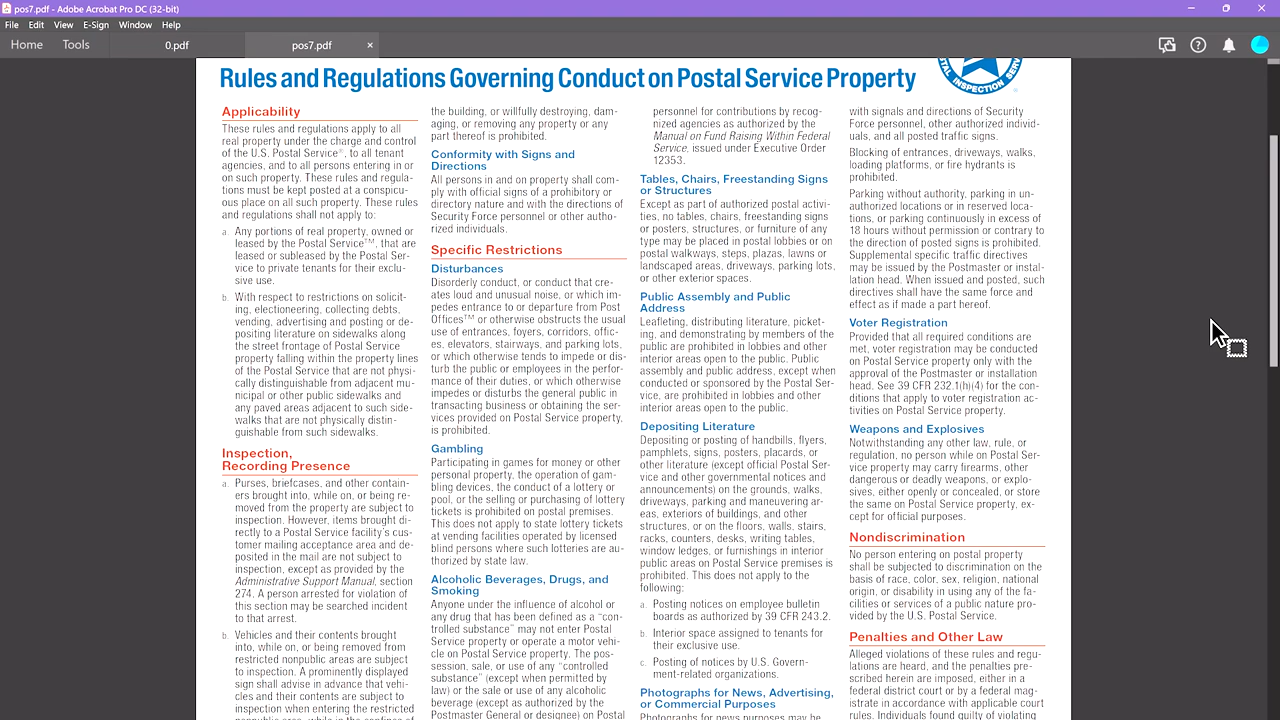 pos7.pdf - Adobe Acrobat Pro DC (32-bit)
File Edit View E-Sign Window Help
Home Tools 0.pdf pos7.pdf ×
Rules and Regulations Governing Conduct on Postal Service Property
Applicability
These rules and regulations apply to all
real property under the charge and control
of the U.S. Postal Service®, to all tenant
agencies, and to all persons entering in or
on such property. These rules and regula-
tions must be kept posted at a conspicu-
ous place on all such property. These rules
and regulations shall not apply to:
a. Any portions of real property, owned or
leased by the Postal Service™, that are
leased or subleased by the Postal Ser-
vice to private tenants for their exclu-
sive use.
b. With respect to restrictions on solicit-
ing, electioneering, collecting debts,
vending, advertising and posting or de-
positing literature on sidewalks along
the street frontage of Postal Service
property falling within the property lines
of the Postal Service that are not physi-
cally distinguishable from adjacent mu-
nicipal or other public sidewalks and
any paved areas adjacent to such side-
walks that are not physically distin-
guishable from such sidewalks.
Inspection,
Recording Presence
a. Purses, briefcases, and other contain-
ers brought into, while on, or being re-
moved from the property are subject to
inspection. However, items brought di-
rectly to a Postal Service facility's cus-
tomer mailing acceptance area and de-
posited in the mail are not subject to
inspection, except as provided by the
Administrative Support Manual, section
274. A person arrested for violation of
this section may be searched incident
to that arrest.
b. Vehicles and their contents brought
into, while on, or being removed from
restricted nonpublic areas are subject
to inspection. A prominently displayed
sign shall advise in advance that vehi-
cles and their contents are subject to
inspection when entering the restricted
nonpublic area, while in the confines of
the building, or willfully destroying, dam-
aging, or removing any property or any
part thereof is prohibited.
Conformity with Signs and
Directions
All persons in and on property shall com-
ply with official signs of a prohibitory or
directory nature and with the directions of
Security Force personnel or other autho-
rized individuals.
Specific Restrictions
Disturbances
Disorderly conduct, or conduct that cre-
ates loud and unusual noise, or which im-
pedes entrance to or departure from Post
Offices™ or otherwise obstructs the usual
use of entrances, foyers, corridors, offic-
es, elevators, stairways, and parking lots,
or which otherwise tends to impede or dis-
turb the public or employees in the perfor-
mance of their duties, or which otherwise
impedes or disturbs the general public in
transacting business or obtaining the ser-
vices provided on Postal Service property,
is prohibited.
Gambling
Participating in games for money or other
personal property, the operation of gam-
bling devices, the conduct of a lottery or
pool, or the selling or purchasing of lottery
tickets is prohibited on postal premises.
This does not apply to state lottery tickets
at vending facilities operated by licensed
blind persons where such lotteries are au-
thorized by state law.
Alcoholic Beverages, Drugs, and
Smoking
Anyone under the influence of alcohol or
any drug that has been defined as a “con-
trolled substance” may not enter Postal
Service property or operate a motor vehi-
cle on Postal Service property. The pos-
session, sale, or use of any “controlled
substance” (except when permitted by
law) or the sale or use of any alcoholic
beverage (except as authorized by the
Postmaster General or designee) on Postal
personnel for contributions by recog-
nized agencies as authorized by the
Manual on Fund Raising Within Federal
Service, issued under Executive Order
12353.
Tables, Chairs, Freestanding Signs
or Structures
Except as part of authorized postal activi-
ties, no tables, chairs, freestanding signs
or posters, structures, or furniture of any
type may be placed in postal lobbies or on
postal walkways, steps, plazas, lawns or
landscaped areas, driveways, parking lots,
or other exterior spaces.
Public Assembly and Public
Address
Leafleting, distributing literature, picket-
ing, and demonstrating by members of the
public are prohibited in lobbies and other
interior areas open to the public. Public
assembly and public address, except when
conducted or sponsored by the Postal Ser-
vice, are prohibited in lobbies and other
interior areas open to the public.
Depositing Literature
Depositing or posting of handbills, flyers,
pamphlets, signs, posters, placards, or
other literature (except official Postal Ser-
vice and other governmental notices and
announcements) on the grounds, walks,
driveways, parking and maneuvering ar-
eas, exteriors of buildings, and other
structures, or on the floors, walls, stairs,
racks, counters, desks, writing tables,
window ledges, or furnishings in interior
public areas on Postal Service premises is
prohibited. This does not apply to the
following:
a. Posting notices on employee bulletin
boards as authorized by 39 CFR 243.2.
b. Interior space assigned to tenants for
their exclusive use.
c. Posting of notices by U.S. Govern-
ment-related organizations.
Photographs for News, Advertising,
or Commercial Purposes
Photographs for news purposes may be
with signals and directions of Security
Force personnel, other authorized individ-
uals, and all posted traffic signs.
Blocking of entrances, driveways, walks,
loading platforms, or fire hydrants is
prohibited.
Parking without authority, parking in un-
authorized locations or in reserved loca-
tions, or parking continuously in excess of
18 hours without permission or contrary to
the direction of posted signs is prohibited.
Supplemental specific traffic directives
may be issued by the Postmaster or instal-
lation head. When issued and posted, such
directives shall have the same force and
effect as if made a part hereof.
Voter Registration
Provided that all required conditions are
met, voter registration may be conducted
on Postal Service property only with the
approval of the Postmaster or installation
head. See 39 CFR 232.1(h)(4) for the con-
ditions that apply to voter registration ac-
tivities on Postal Service property.
Weapons and Explosives
Notwithstanding any other law, rule, or
regulation, no person while on Postal Ser-
vice property may carry firearms, other
dangerous or deadly weapons, or explo-
sives, either openly or concealed, or store
the same on Postal Service property, ex-
cept for official purposes.
Nondiscrimination
No person entering on postal property
shall be subjected to discrimination on the
basis of race, color, sex, religion, national
origin, or disability in using any of the fa-
cilities or services of a public nature pro-
vided by the U.S. Postal Service.
Penalties and Other Law
Alleged violations of these rules and regu-
lations are heard, and the penalties pre-
scribed herein are imposed, either in a
federal district court or by a federal mag-
istrate in accordance with applicable court
rules. Individuals found guilty of violating